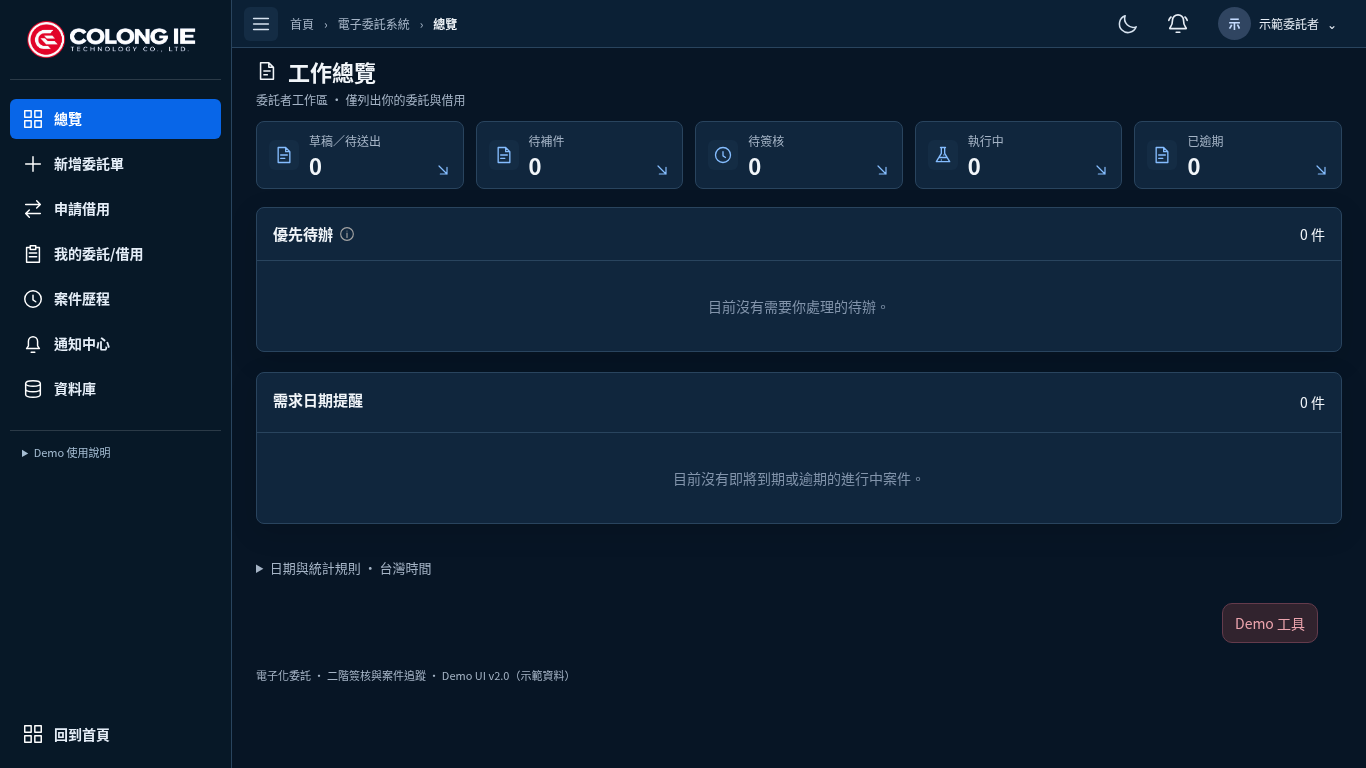 COLONG IE
TECHNOLOGY CO., LTD.
總覽
新增委託單
申請借用
我的委託/借用
案件歷程
通知中心
資料庫
Demo 使用說明
回到首頁
首頁 › 電子委託系統 › 總覽
示 示範委託者
工作總覽
委託者工作區 • 僅列出你的委託與借用
草稿／待送出
0
待補件
0
待簽核
0
執行中
0
已逾期
0
優先待辦
0 件
目前沒有需要你處理的待辦。
需求日期提醒
0 件
目前沒有即將到期或逾期的進行中案件。
日期與統計規則 • 台灣時間
Demo 工具
電子化委託 • 二階簽核與案件追蹤 • Demo UI v2.0（示範資料）